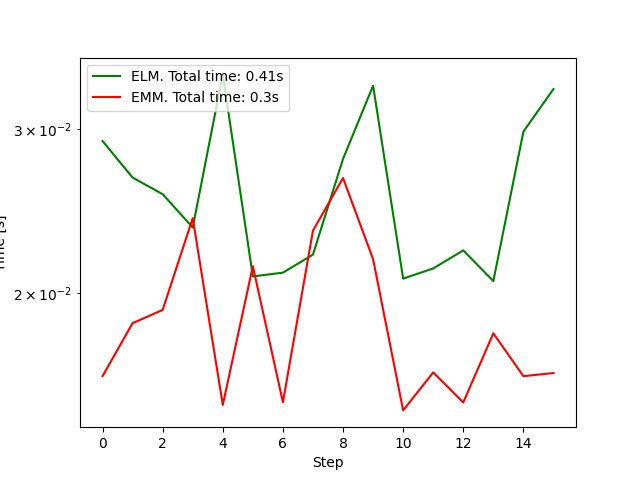 ELM. Total time: 0.41s
EMM. Total time: 0.3s
3 × 10⁻²
2 × 10⁻²
Time [s]
0 2 4 6 8 10 12 14
Step